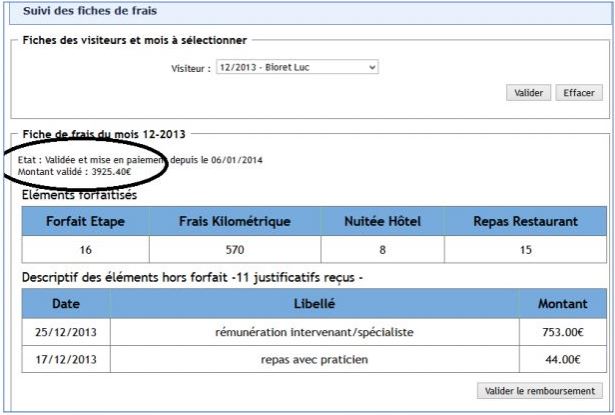 Suivi des fiches de frais
Fiches des visiteurs et mois à sélectionner
Visiteur : 12/2013 - Bioret Luc
Valider Effacer
Fiche de frais du mois 12-2013
Etat : Validée et mise en paiement depuis le 06/01/2014
Montant validé : 3925.40€
Eléments forfaitisés
Forfait Etape Frais Kilométrique Nuitée Hôtel Repas Restaurant
16 570 8 15
Descriptif des éléments hors forfait -11 justificatifs reçus -
Date Libellé Montant
25/12/2013 rémunération intervenant/spécialiste 753.00€
17/12/2013 repas avec praticien 44.00€
Valider le remboursement